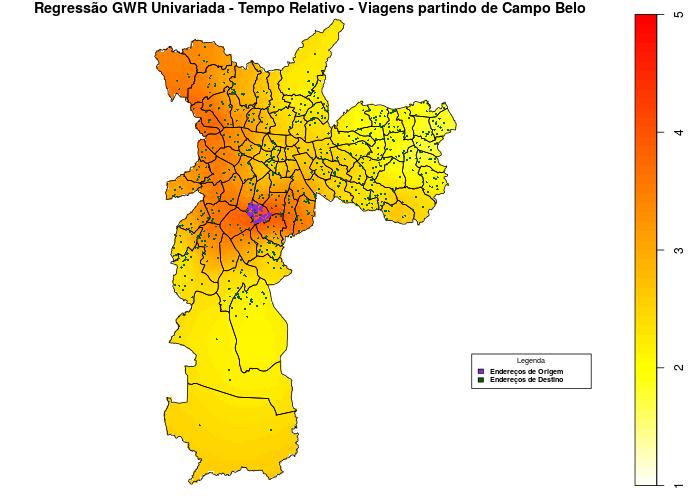 Regressão GWR Univariada - Tempo Relativo - Viagens partindo de Campo Belo
5
4
3
2
1
Legenda
Endereços de Origem
Endereços de Destino